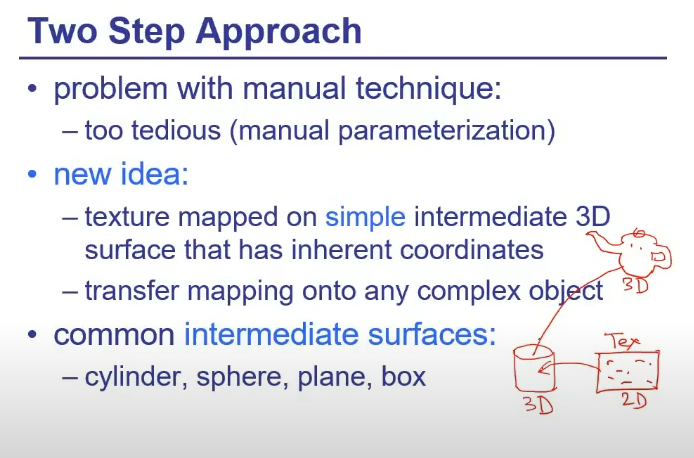 Two Step Approach
• problem with manual technique:
– too tedious (manual parameterization)
• new idea:
– texture mapped on simple intermediate 3D
surface that has inherent coordinates
– transfer mapping onto any complex object
3D
• common intermediate surfaces:
Tex
– cylinder, sphere, plane, box
3D
2D